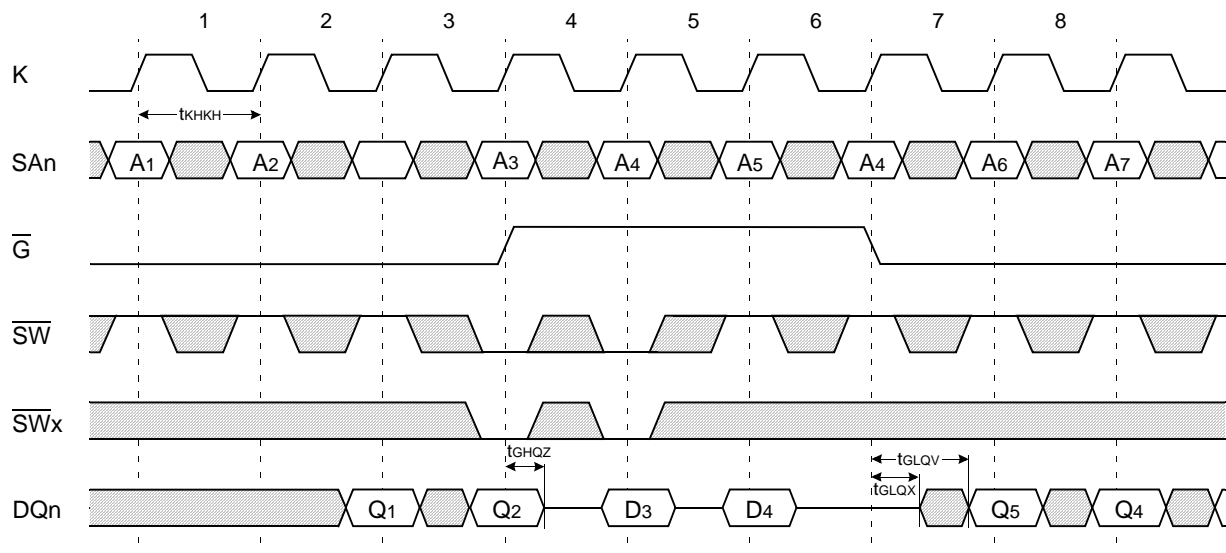 1 2 3 4 5 6 7 8
K
tKHKH
SAn A1 A2 A3 A4 A5 A4 A6 A7
G
SW
SWx
tGHQZ tGLQV
tGLQX
DQn Q1 Q2 D3 D4 Q5 Q4